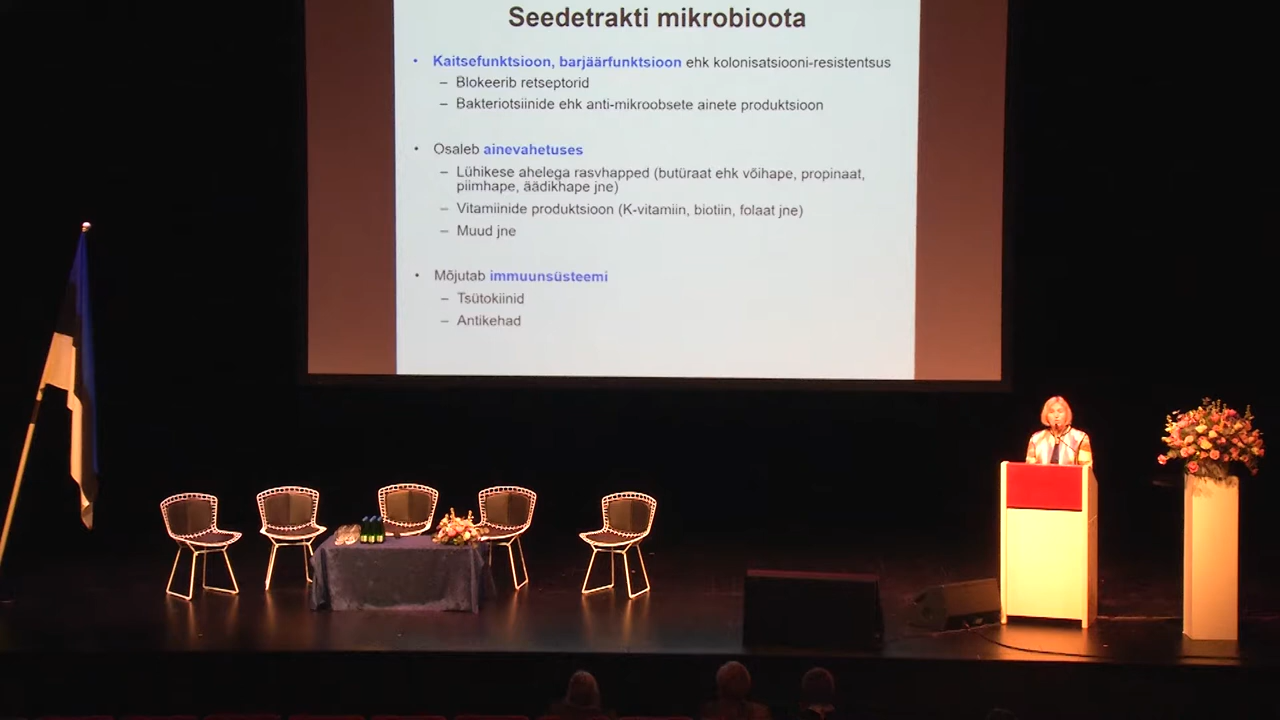 Seedetrakti mikrobioota
• Kaitsefunktsioon, barjäärfunktsioon ehk kolonisatsiooni-resistentsus
– Blokeerib retseptorid
– Bakteriotsiinide ehk anti-mikroobsete ainete produktsioon
• Osaleb ainevahetuses
– Lühikese ahelega rasvhapped (butüraat ehk võihape, propinaat,
piimhape, äädikhape jne)
– Vitamiinide produktsioon (K-vitamiin, biotiin, folaat jne)
– Muud jne
• Mõjutab immuunsüsteemi
– Tsütokiinid
– Antikehad